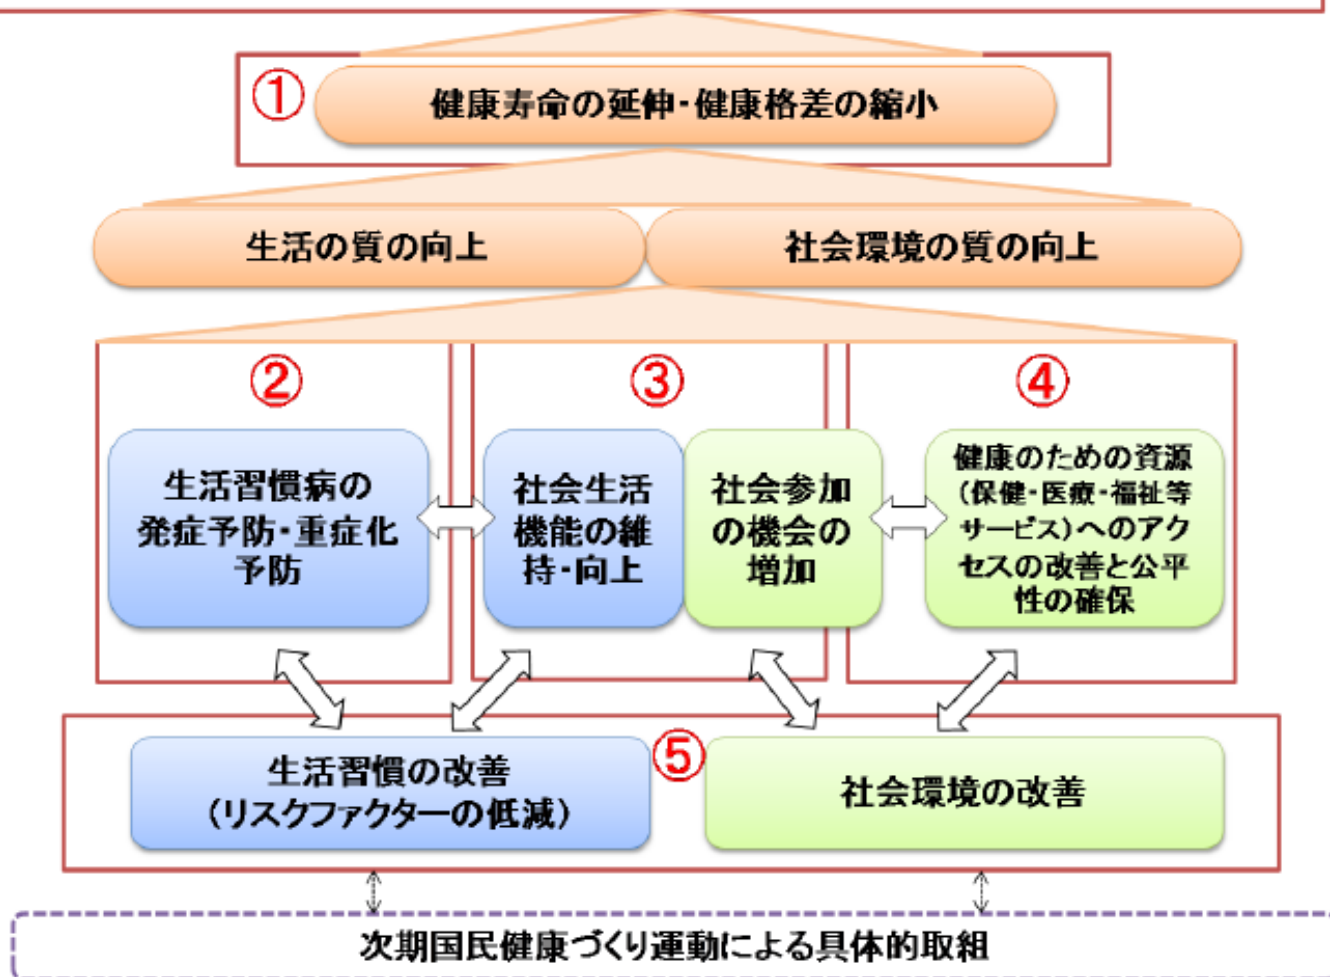 ①
健康寿命の延伸・健康格差の縮小
生活の質の向上
社会環境の質の向上
②
生活習慣病の
発症予防・重症化
予防
③
社会生活
機能の維
持・向上
社会参加
の機会の
増加
④
健康のための資源
(保健・医療・福祉等
サービス)へのアク
セスの改善と公平
性の確保
⑤
生活習慣の改善
(リスクファクターの低減)
社会環境の改善
次期国民健康づくり運動による具体的取組